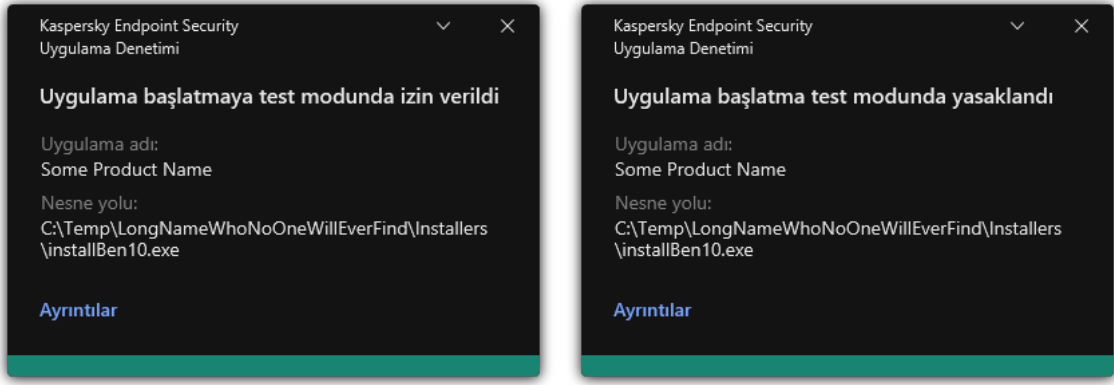 Kaspersky Endpoint Security
Uygulama Denetimi
Uygulama başlatmaya test modunda izin verildi
Uygulama adı:
Some Product Name
Nesne yolu:
C:\Temp\LongNameWhoNoOneWillEverFind\Installers
\installBen10.exe
Ayrıntılar
Kaspersky Endpoint Security
Uygulama Denetimi
Uygulama başlatma test modunda yasaklandı
Uygulama adı:
Some Product Name
Nesne yolu:
C:\Temp\LongNameWhoNoOneWillEverFind\Installers
\installBen10.exe
Ayrıntılar